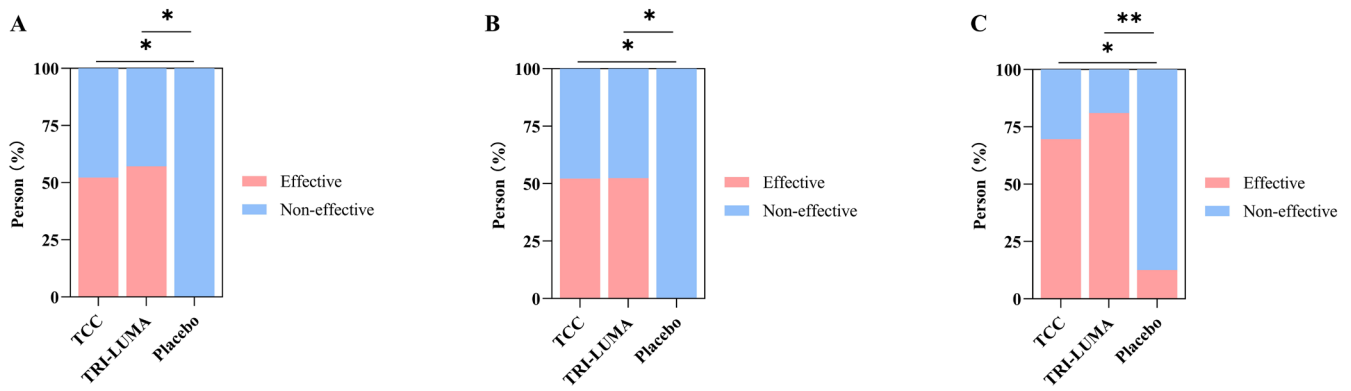 A
*
*
100
75
50
25
0
Person (%)
TCC
TRI-LUMA
Placebo
Effective
Non-effective
B
*
*
100
75
50
25
0
Person (%)
TCC
TRI-LUMA
Placebo
Effective
Non-effective
C
**
*
100
75
50
25
0
Person (%)
TCC
TRI-LUMA
Placebo
Effective
Non-effective